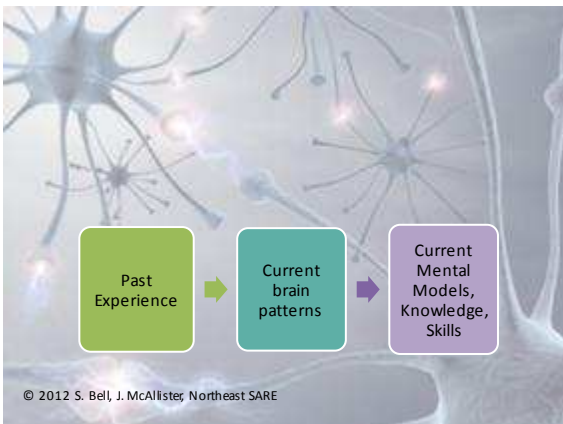 Past
Experience
Current
brain
patterns
Current
Mental
Models,
Knowledge,
Skills
© 2012 S. Bell, J. McAllister, Northeast SARE